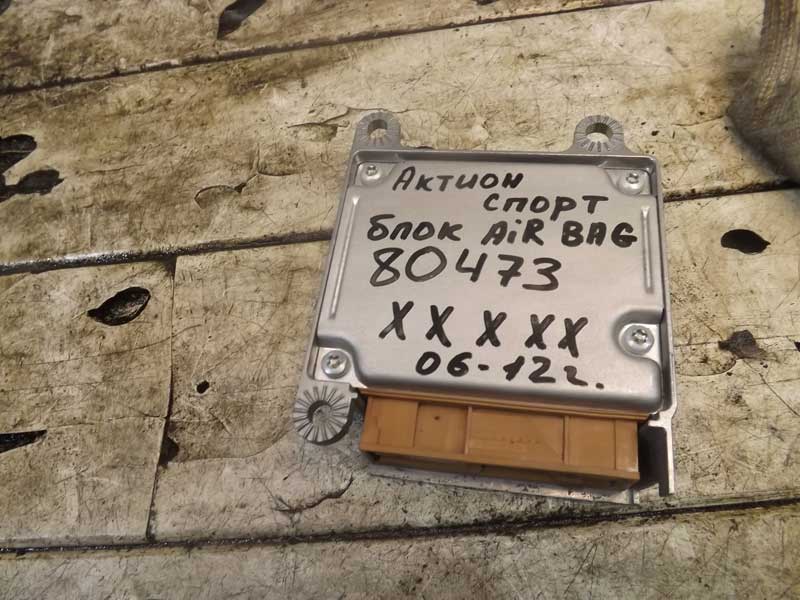 Актион
спорт
блок AiR BAG
80473
XXXXX
06-12г.